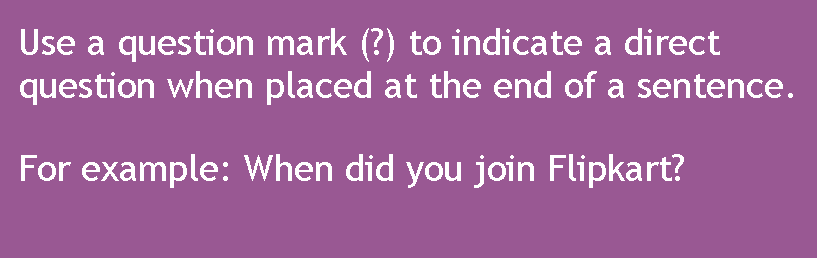 Use a question mark (?) to indicate a direct
question when placed at the end of a sentence.
For example: When did you join Flipkart?